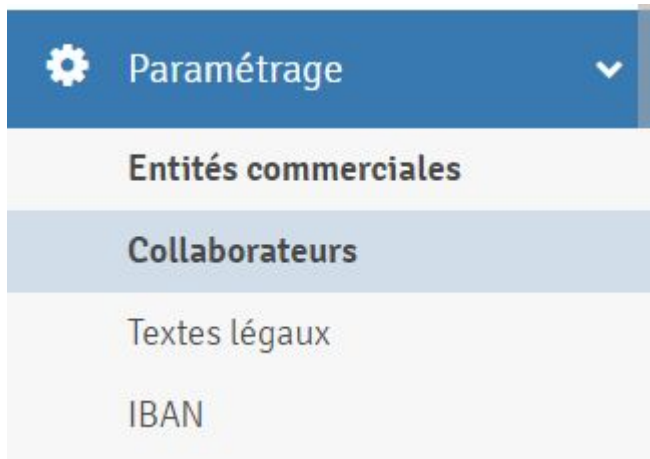 Paramétrage
Entités commerciales
Collaborateurs
Textes légaux
IBAN